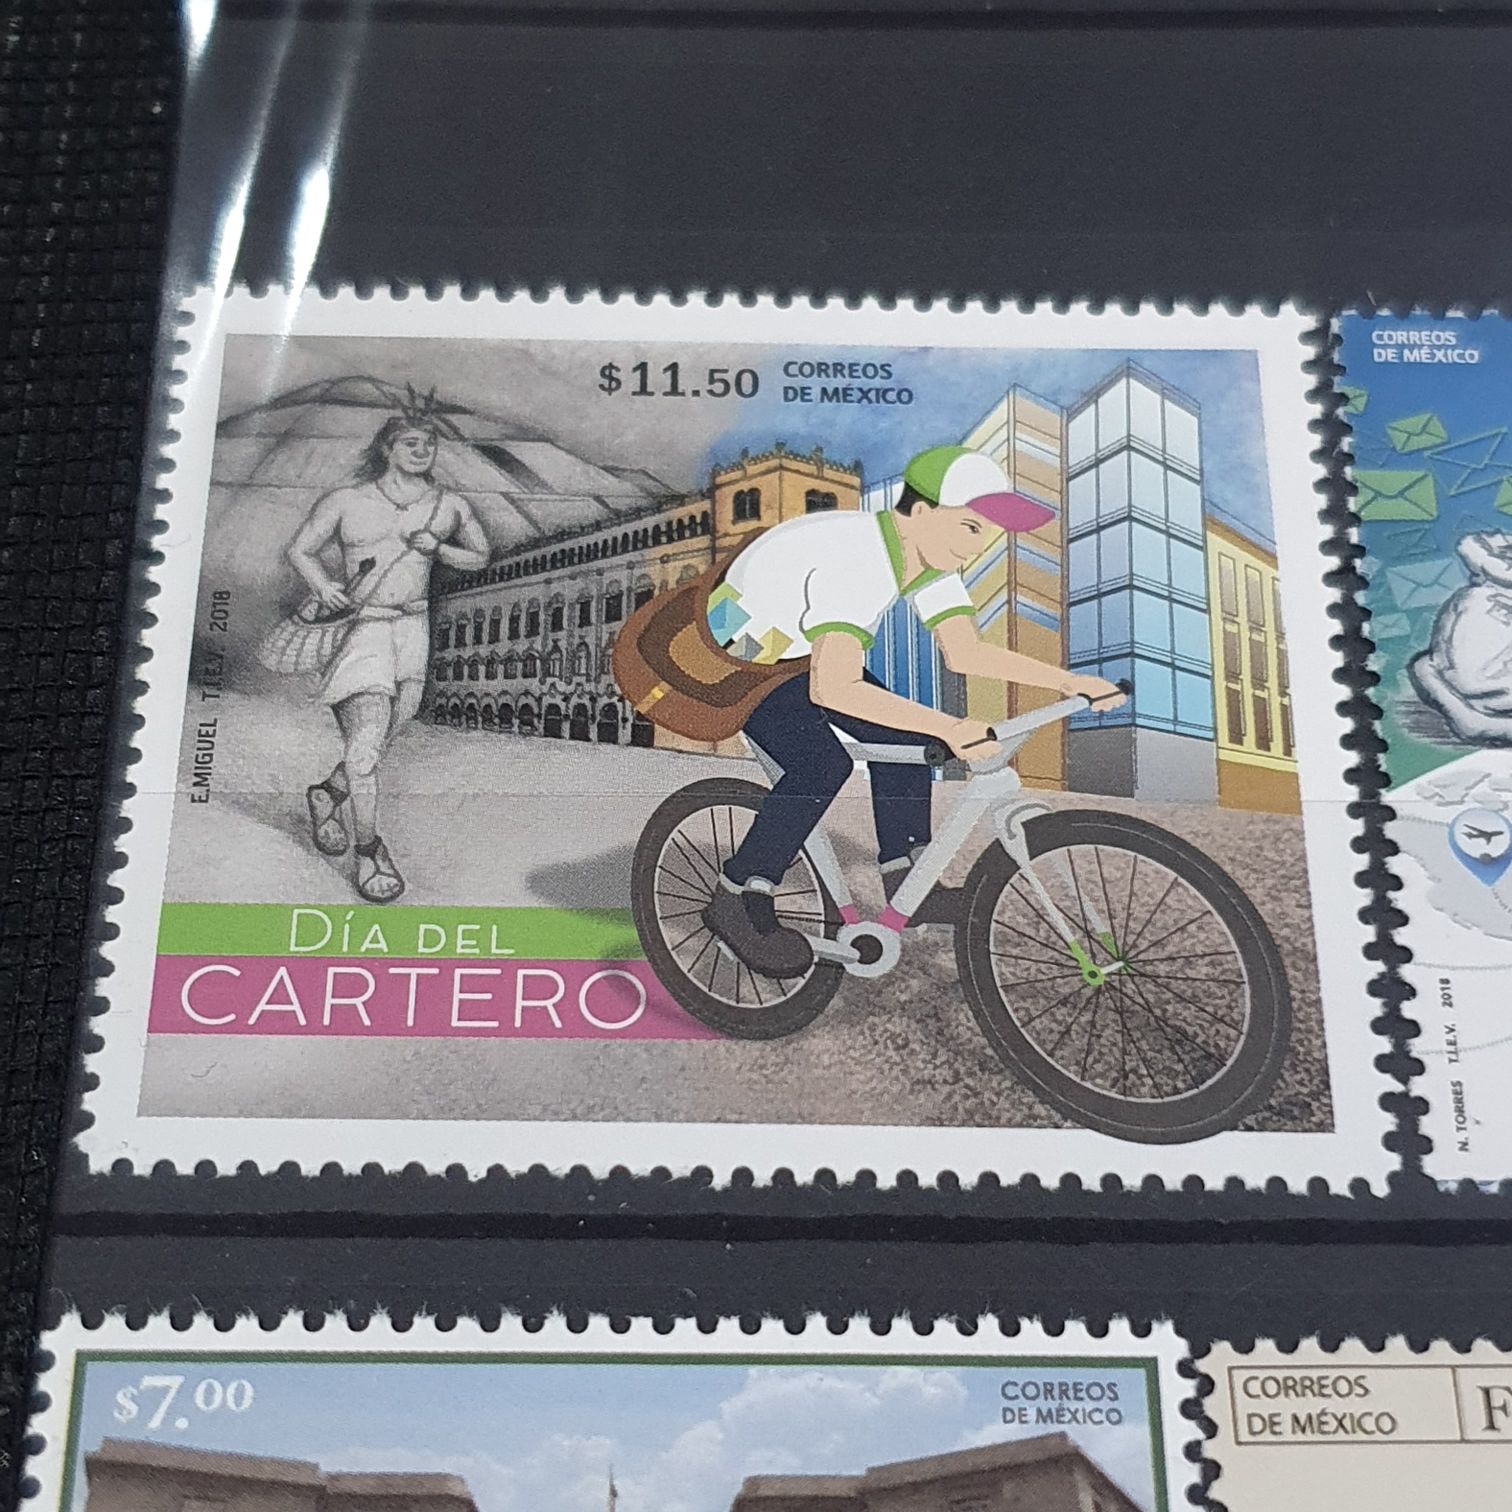 $11.50
CORREOS
DE MÉXICO
E.MIGUEL T.I.E.V. 2018
DÍA DEL
CARTERO
CORREOS
DE MÉXICO
N. TORRES T.I.E.V. 2018
$7.00
CORREOS
DE MÉXICO
CORREOS
DE MÉXICO